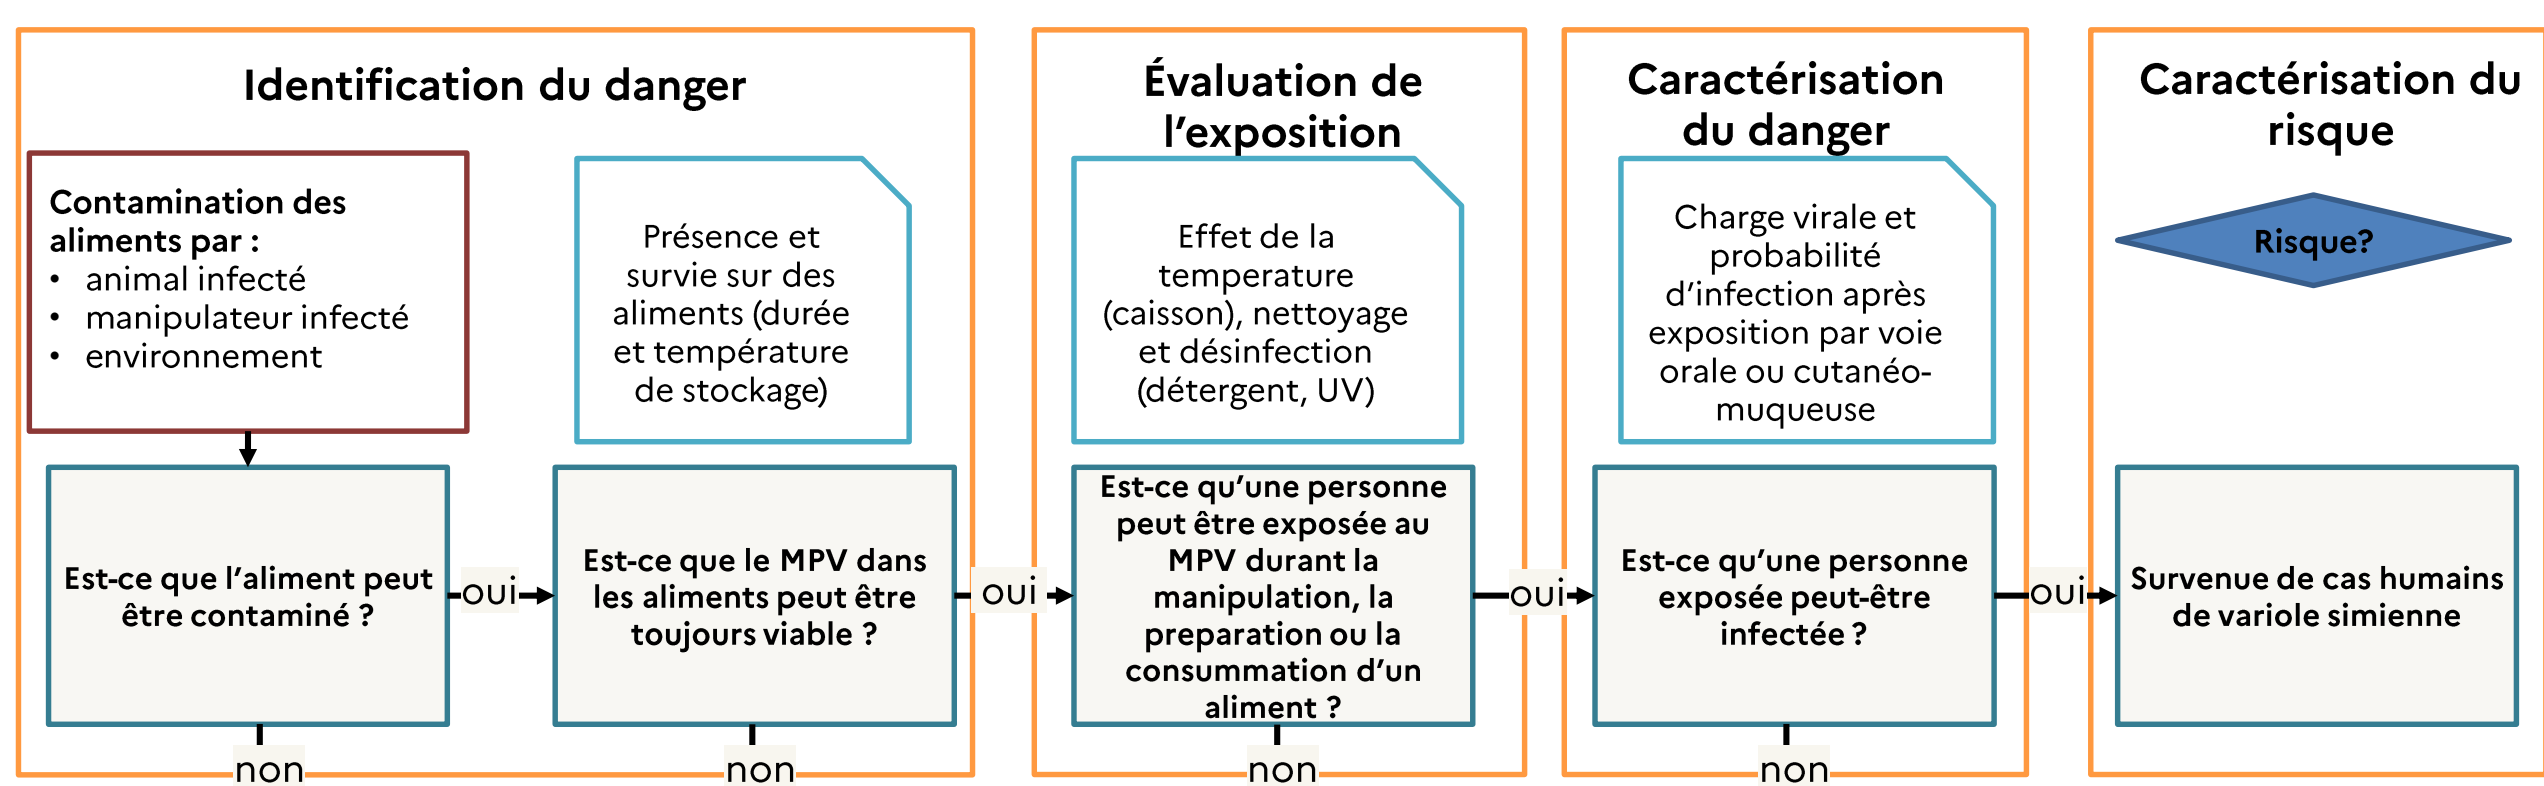 Identification du danger
Contamination des
aliments par :
• animal infecté
• manipulateur infecté
• environnement
Présence et
survie sur des
aliments (durée
et température
de stockage)
Est-ce que l’aliment peut
être contaminé ?
oui
Est-ce que le MPV dans
les aliments peut être
toujours viable ?
non
non
oui
Évaluation de
l’exposition
Effet de la
temperature
(caisson), nettoyage
et désinfection
(détergent, UV)
Est-ce qu’une personne
peut être exposée au
MPV durant la
manipulation, la
preparation ou la
consummation d’un
aliment ?
non
oui
Caractérisation
du danger
Charge virale et
probabilité
d’infection après
exposition par voie
orale ou cutanéo-
muqueuse
Est-ce qu’une personne
exposée peut-être
infectée ?
non
oui
Caractérisation du
risque
Risque?
Survenue de cas humains
de variole simienne